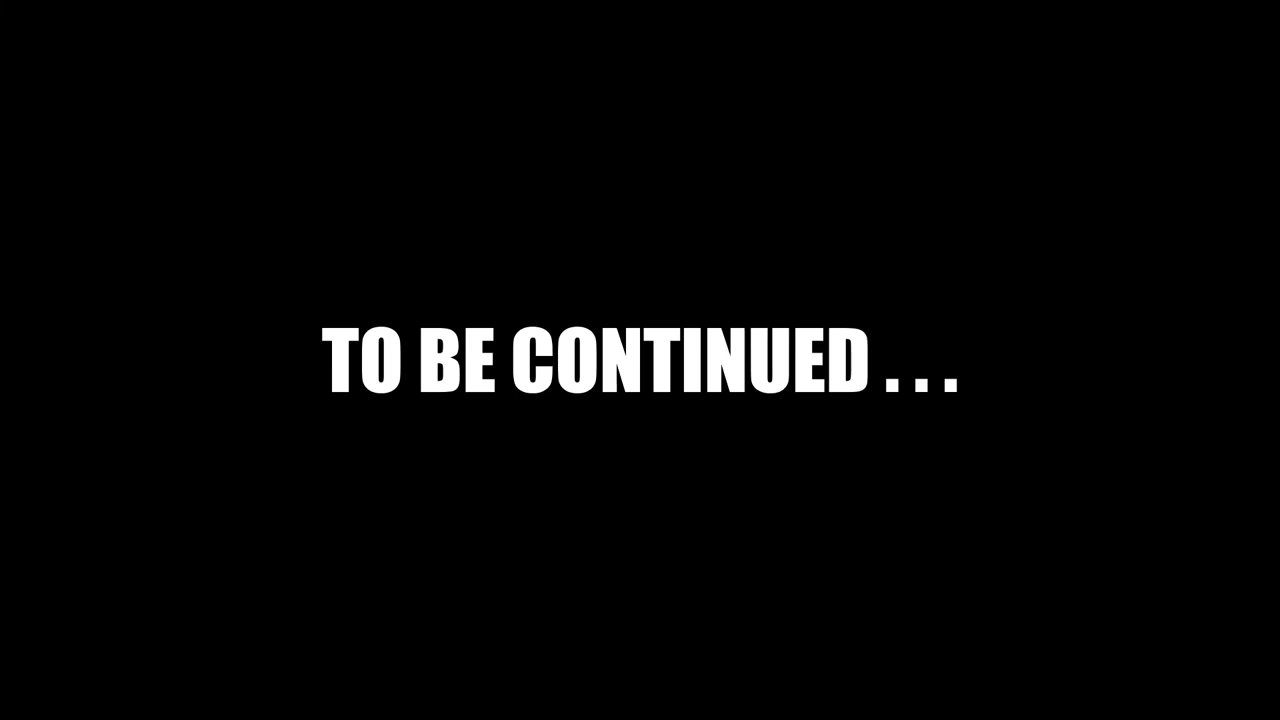 TO BE CONTINUED . . .